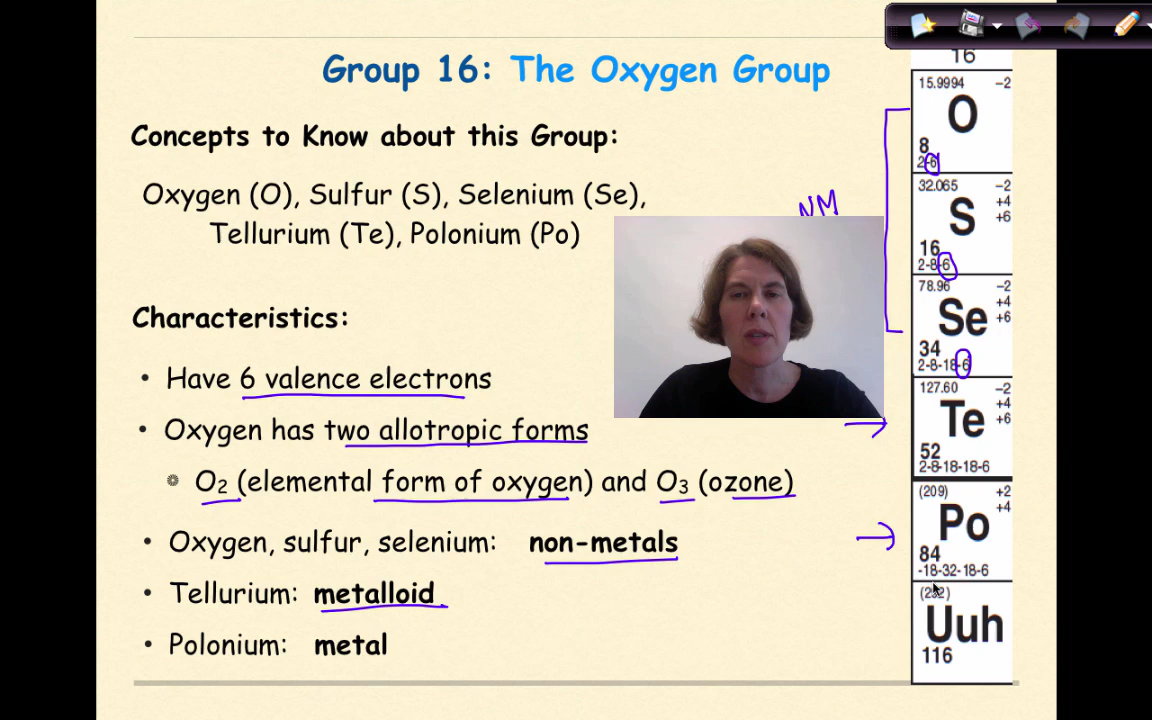 Group 16: The Oxygen Group
Concepts to Know about this Group:
Oxygen (O), Sulfur (S), Selenium (Se),
Tellurium (Te), Polonium (Po)
NM
Characteristics:
• Have 6 valence electrons
• Oxygen has two allotropic forms
O2 (elemental form of oxygen) and O3 (ozone)
• Oxygen, sulfur, selenium: non-metals
• Tellurium: metalloid
• Polonium: metal
16
15.9994 −2
O
8
2-6
32.065 −2
+4
+6
S
16
2-8-6
78.96 −2
+4
+6
Se
34
2-8-18-6
127.60 −2
+4
+6
Te
52
2-8-18-18-6
(209) +2
+4
Po
84
-18-32-18-6
Uuh
116